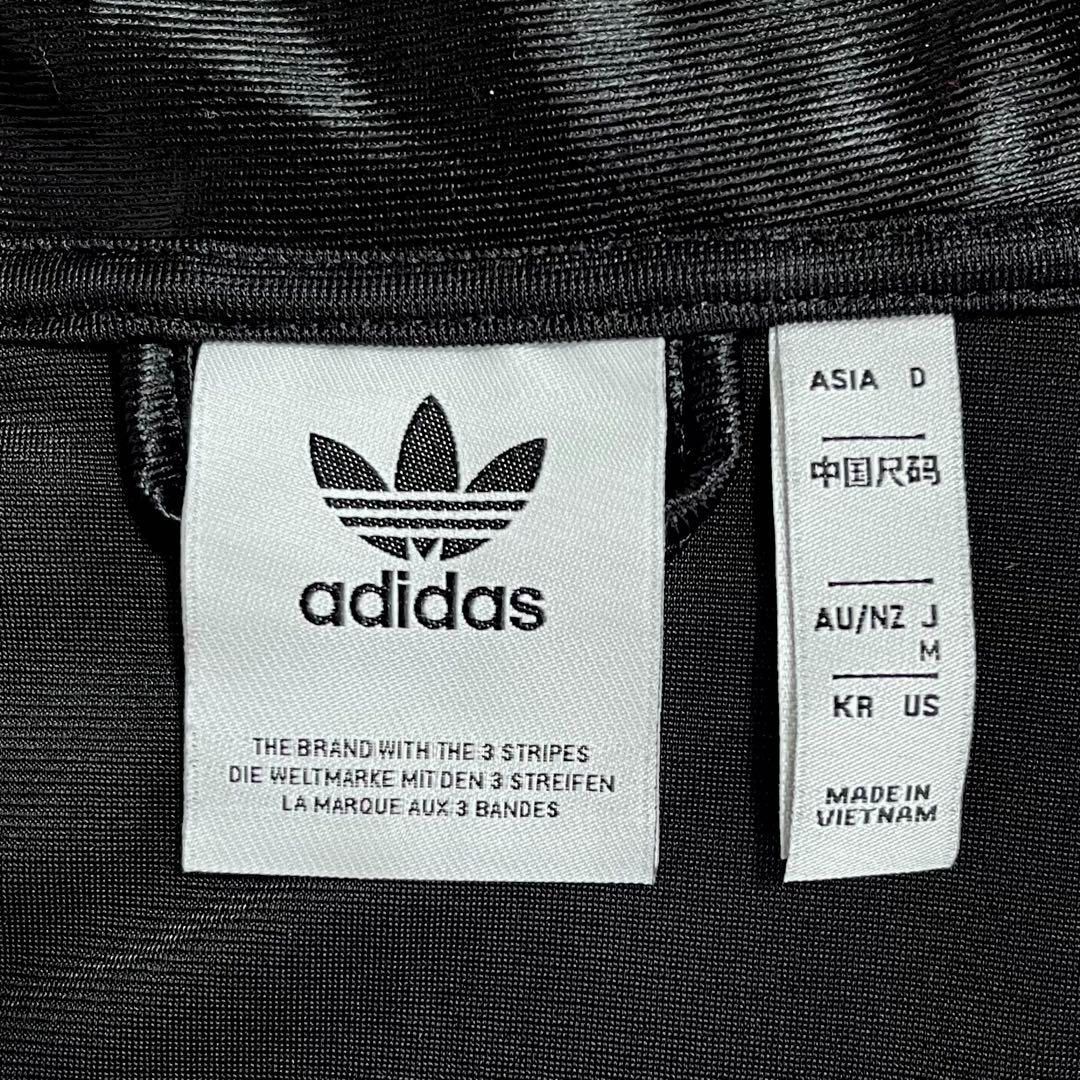 adidas
THE BRAND WITH THE 3 STRIPES
DIE WELTMARKE MIT DEN 3 STREIFEN
LA MARQUE AUX 3 BANDES
ASIA D
中国尺码
AU/NZ J
M
KR US
MADE IN
VIETNAM